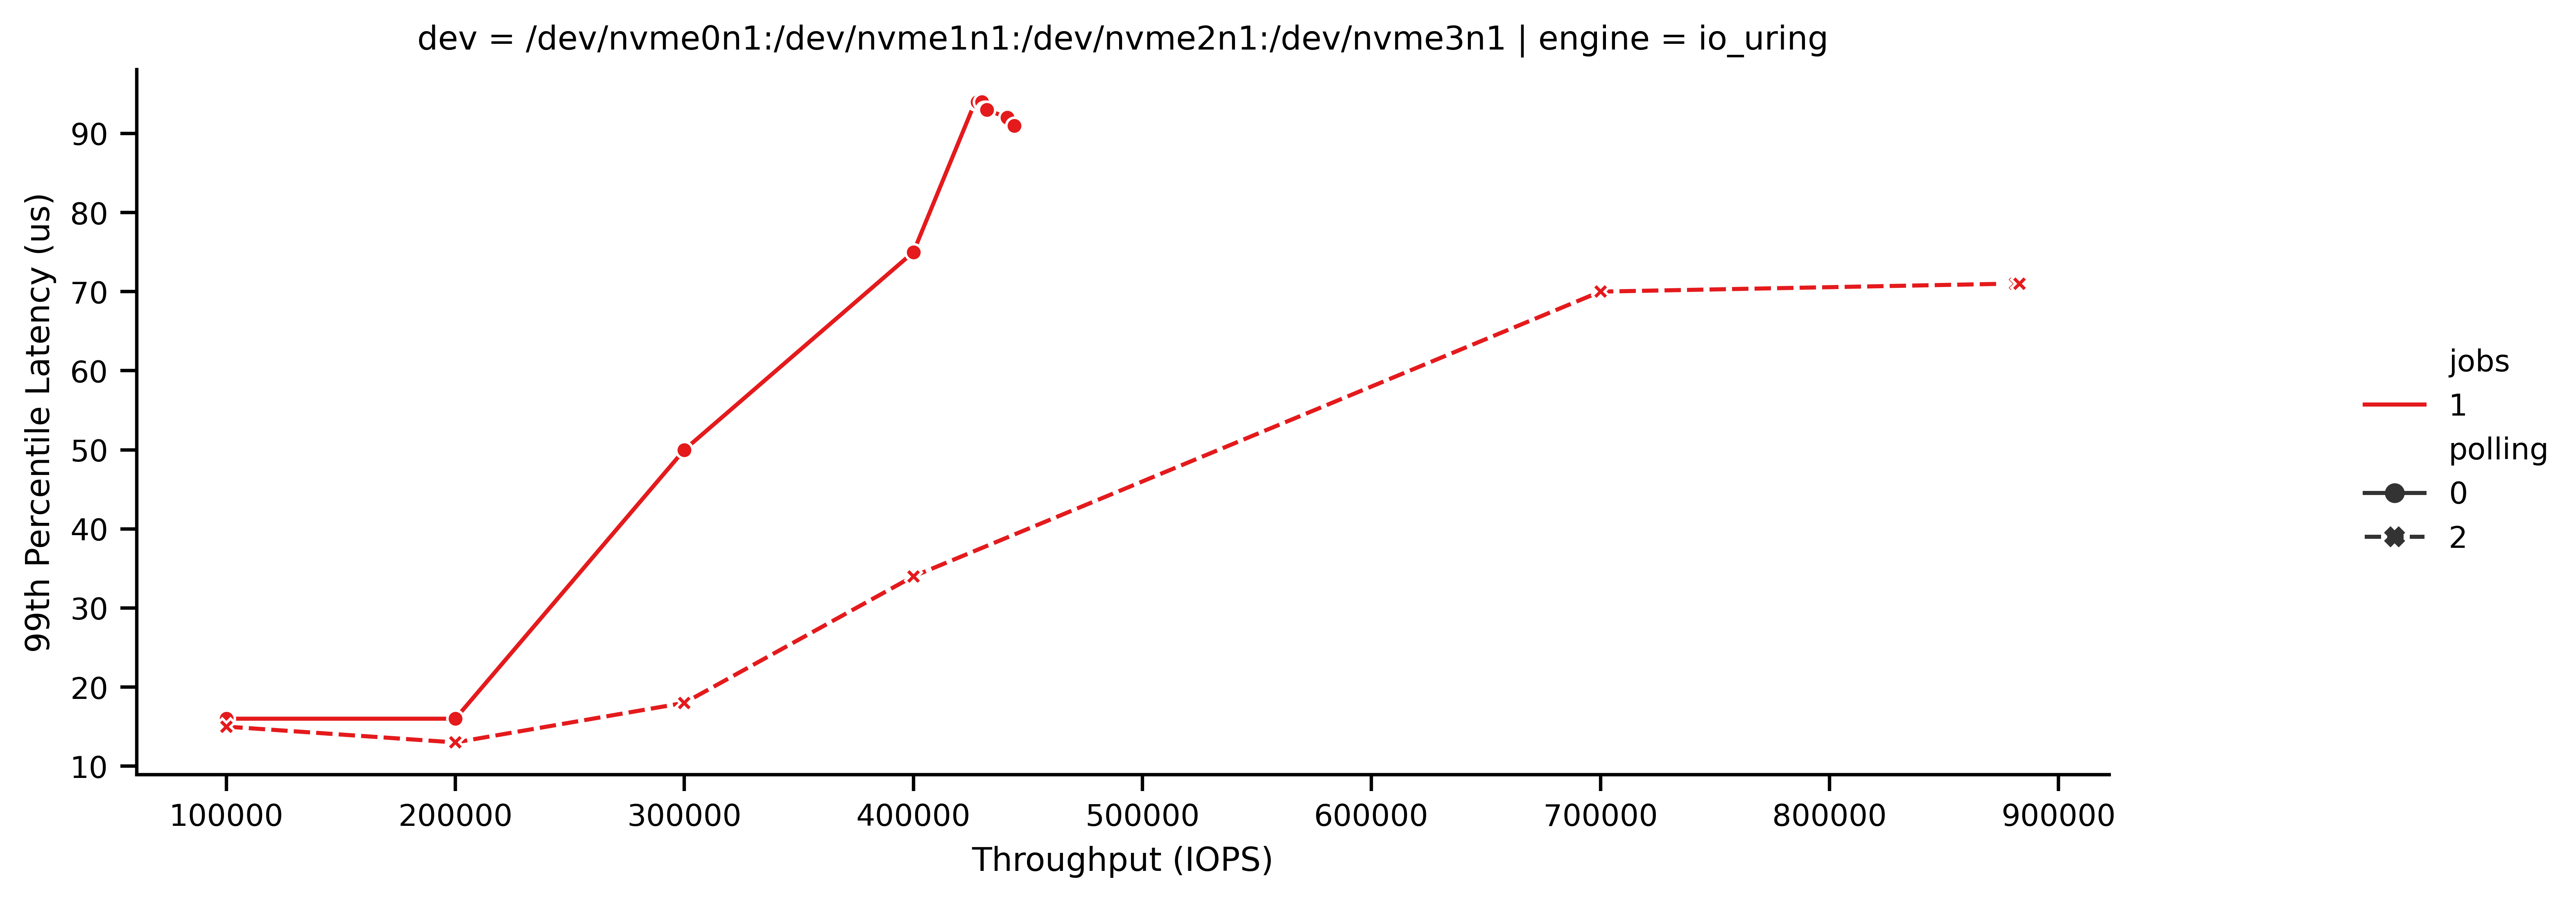 dev = /dev/nvme0n1:/dev/nvme1n1:/dev/nvme2n1:/dev/nvme3n1 | engine = io_uring
99th Percentile Latency (us)
90
80
70
60
50
40
30
20
10
100000 200000 300000 400000 500000 600000 700000 800000 900000
Throughput (IOPS)
jobs
1
polling
0
2